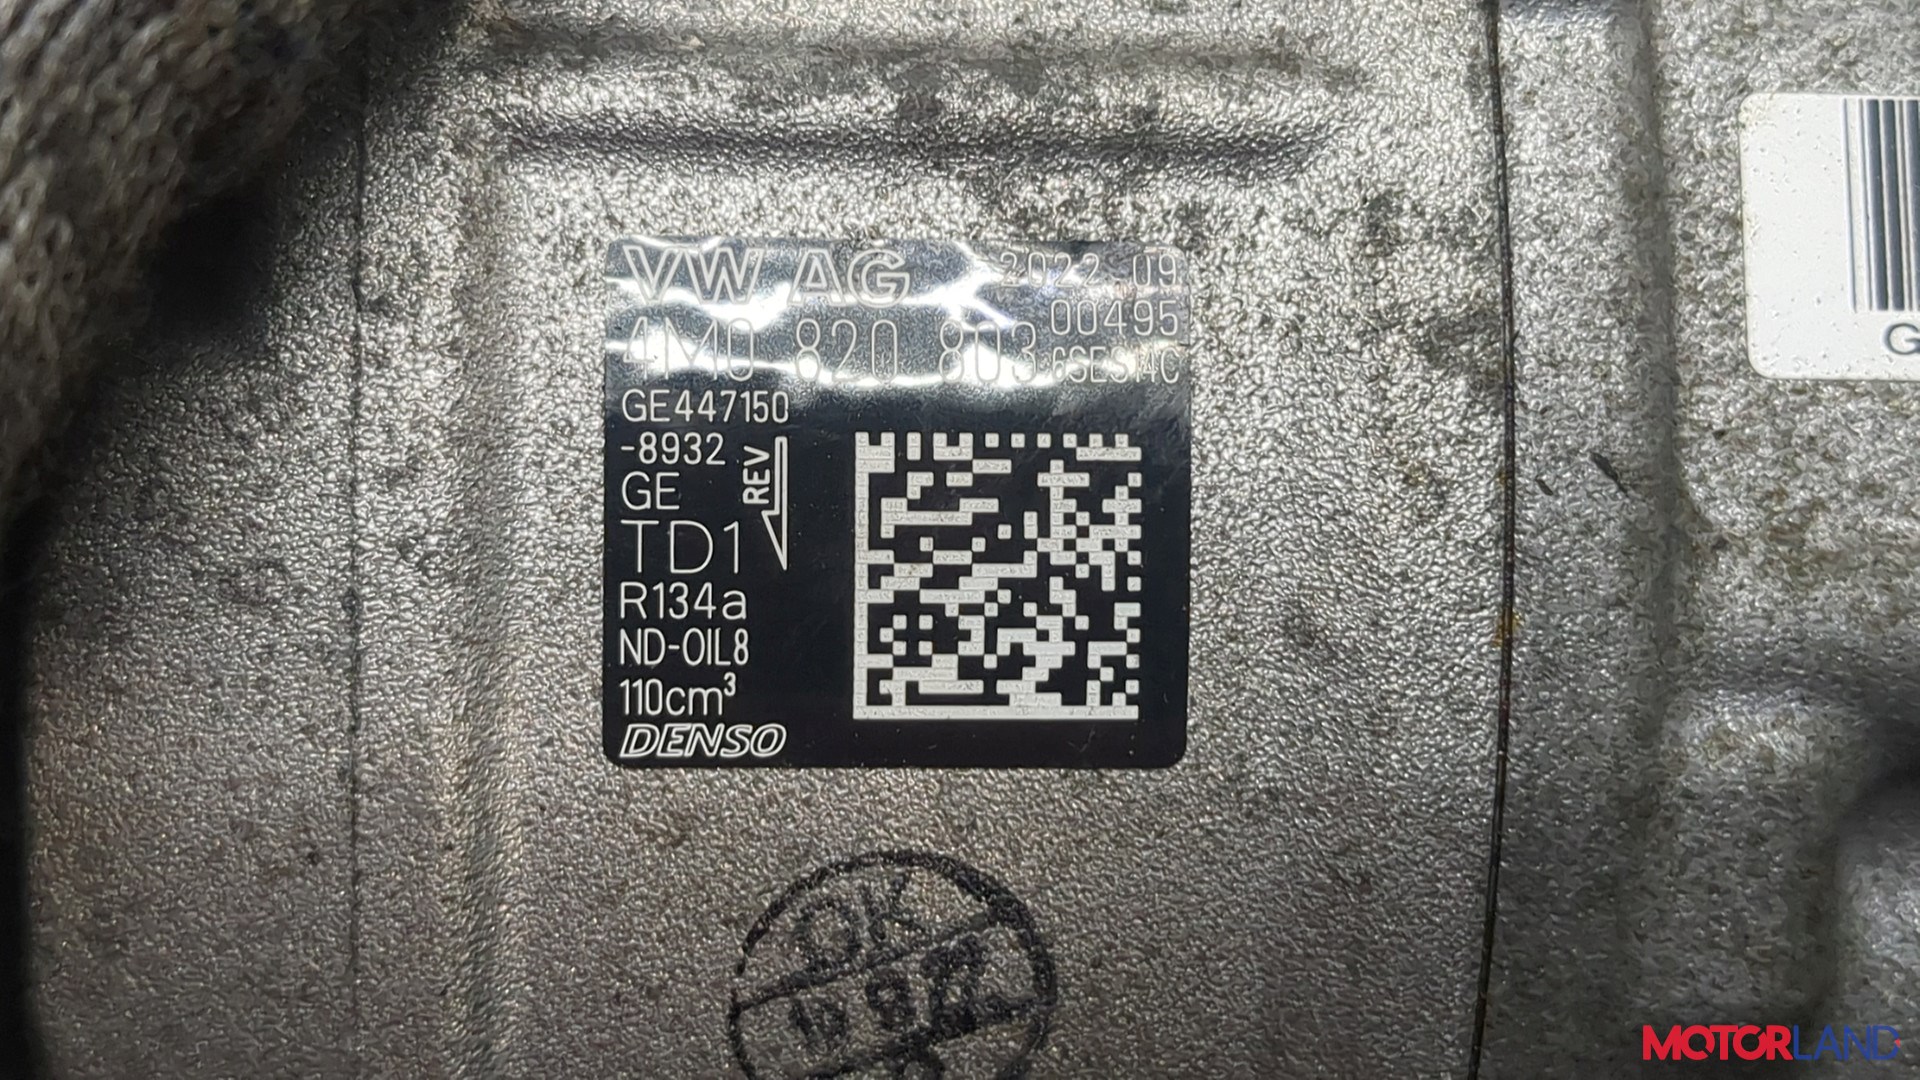 VW AG 2022 09
00495
4M0 820 803 6SES14C
GE447150
-8932
REV
GE
TD1
R134a
ND-OIL8
110cm³
DENSO
G
OK
MOTORLAND